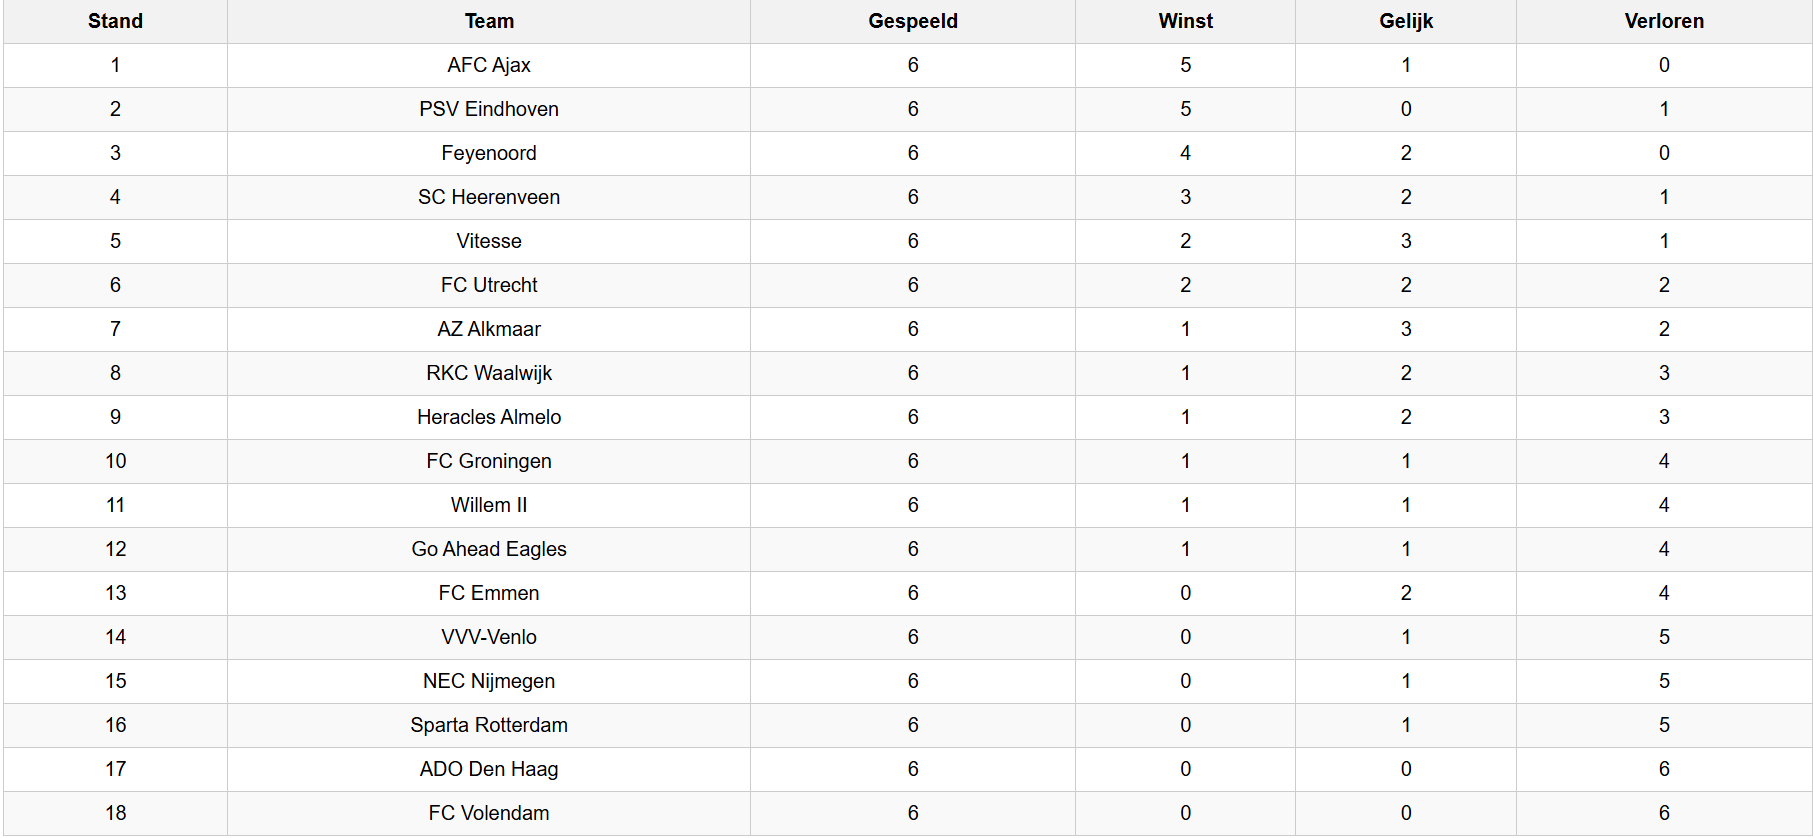 Stand Team Gespeeld Winst Gelijk Verloren
1 AFC Ajax 6 5 1 0
2 PSV Eindhoven 6 5 0 1
3 Feyenoord 6 4 2 0
4 SC Heerenveen 6 3 2 1
5 Vitesse 6 2 3 1
6 FC Utrecht 6 2 2 2
7 AZ Alkmaar 6 1 3 2
8 RKC Waalwijk 6 1 2 3
9 Heracles Almelo 6 1 2 3
10 FC Groningen 6 1 1 4
11 Willem II 6 1 1 4
12 Go Ahead Eagles 6 1 1 4
13 FC Emmen 6 0 2 4
14 VVV-Venlo 6 0 1 5
15 NEC Nijmegen 6 0 1 5
16 Sparta Rotterdam 6 0 1 5
17 ADO Den Haag 6 0 0 6
18 FC Volendam 6 0 0 6